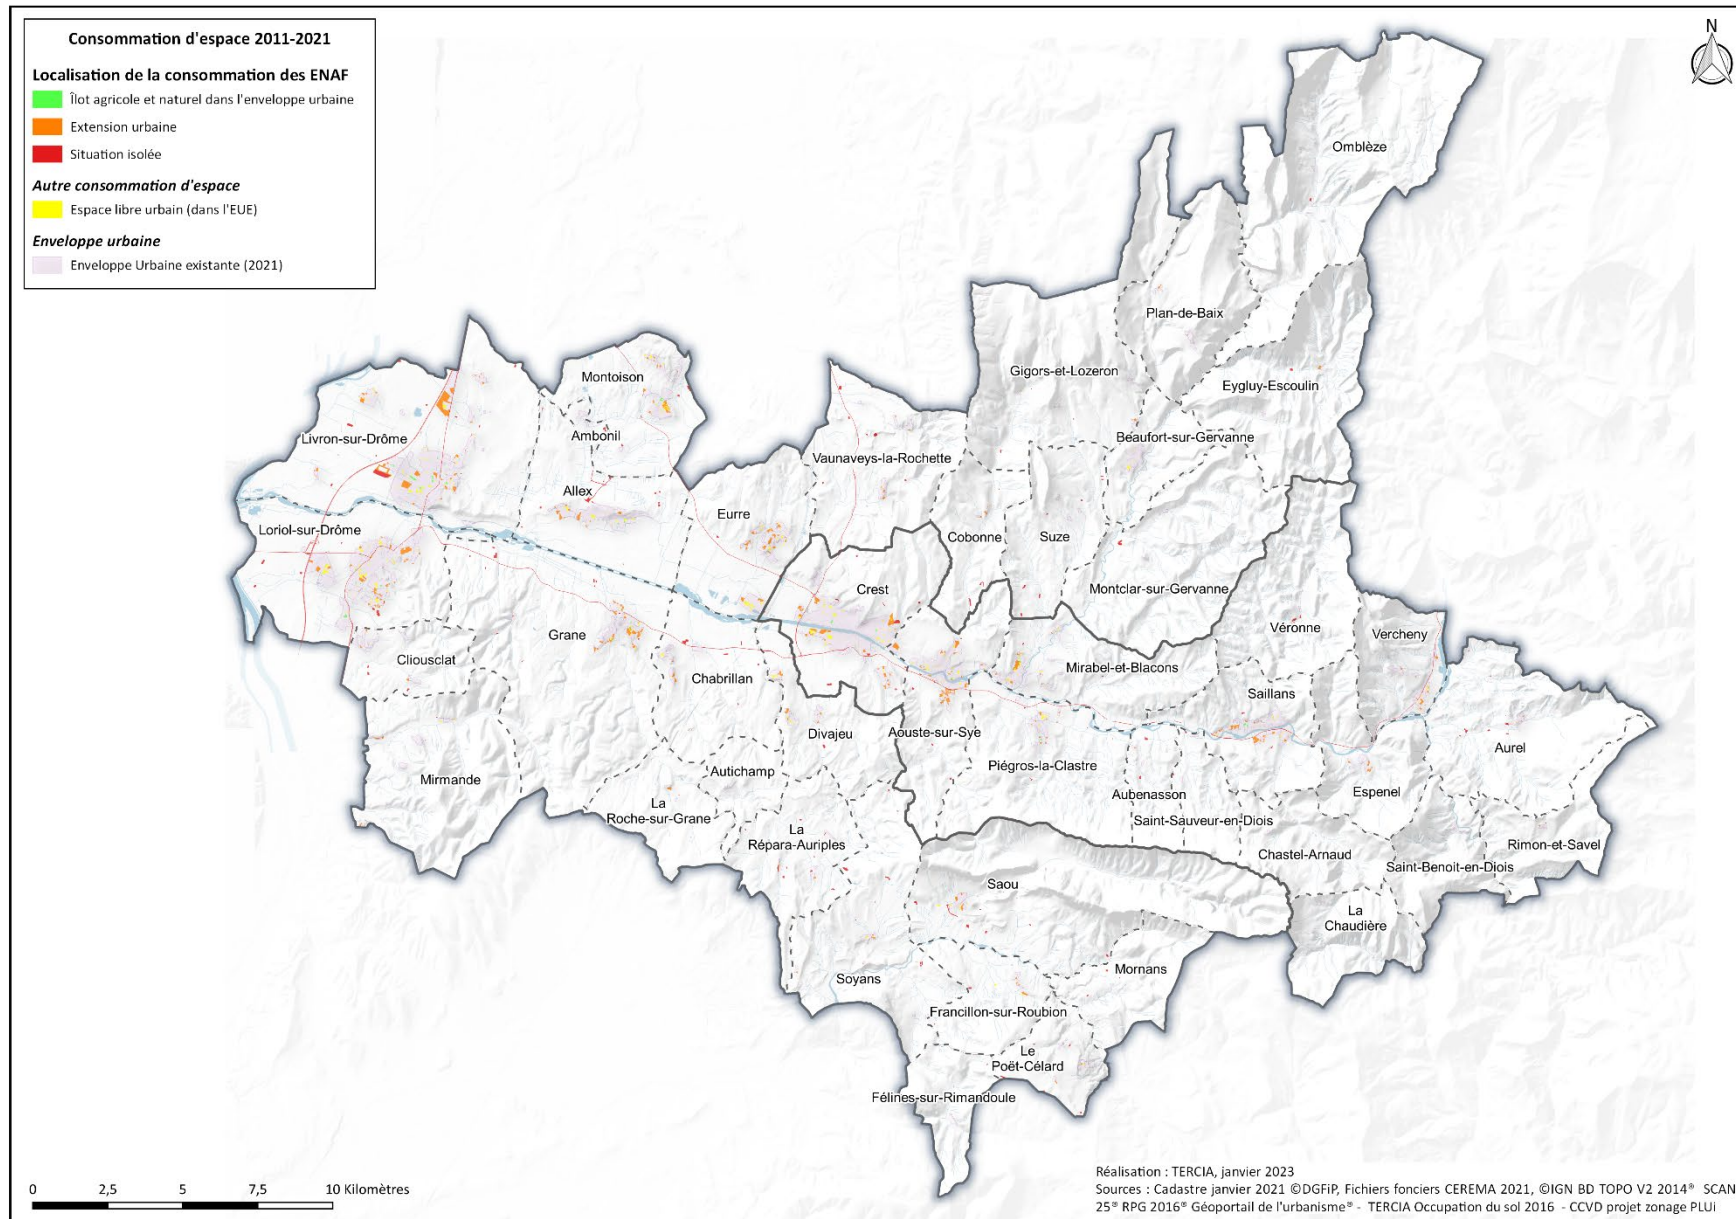 Consommation d'espace 2011-2021
Localisation de la consommation des ENAF
Îlot agricole et naturel dans l'enveloppe urbaine
Extension urbaine
Situation isolée
Autre consommation d'espace
Espace libre urbain (dans l'EUE)
Enveloppe urbaine
Enveloppe Urbaine existante (2021)
N
Omblèze
Plan-de-Baix
Gigors-et-Lozeron
Eygluy-Escoulin
Montoison
Livron-sur-Drôme
Ambonil
Beaufort-sur-Gervanne
Vaunaveys-la-Rochette
Allex
Eurre
Loriol-sur-Drôme
Cobonne
Suze
Crest
Montclar-sur-Gervanne
Grane
Véronne
Vercheny
Cliousclat
Mirabel-et-Blacons
Chabrillan
Saillans
Divajeu
Aouste-sur-Sye
Aurel
Piégros-la-Clastre
Mirmande
Autichamp
Aubenasson
Espenel
La
Roche-sur-Grane
Saint-Sauveur-en-Diois
La
Répara-Auriples
Rimon-et-Savel
Chastel-Arnaud
Saint-Benoit-en-Diois
Saou
La
Chaudière
Mornans
Soyans
Francillon-sur-Roubion
Le
Poët-Célard
Félines-sur-Rimandoule
0 2,5 5 7,5 10 Kilomètres
Réalisation : TERCIA, janvier 2023
Sources : Cadastre janvier 2021 ©DGFiP, Fichiers fonciers CEREMA 2021, ©IGN BD TOPO V2 2014® SCAN
25® RPG 2016® Géoportail de l'urbanisme® - TERCIA Occupation du sol 2016 - CCVD projet zonage PLUi